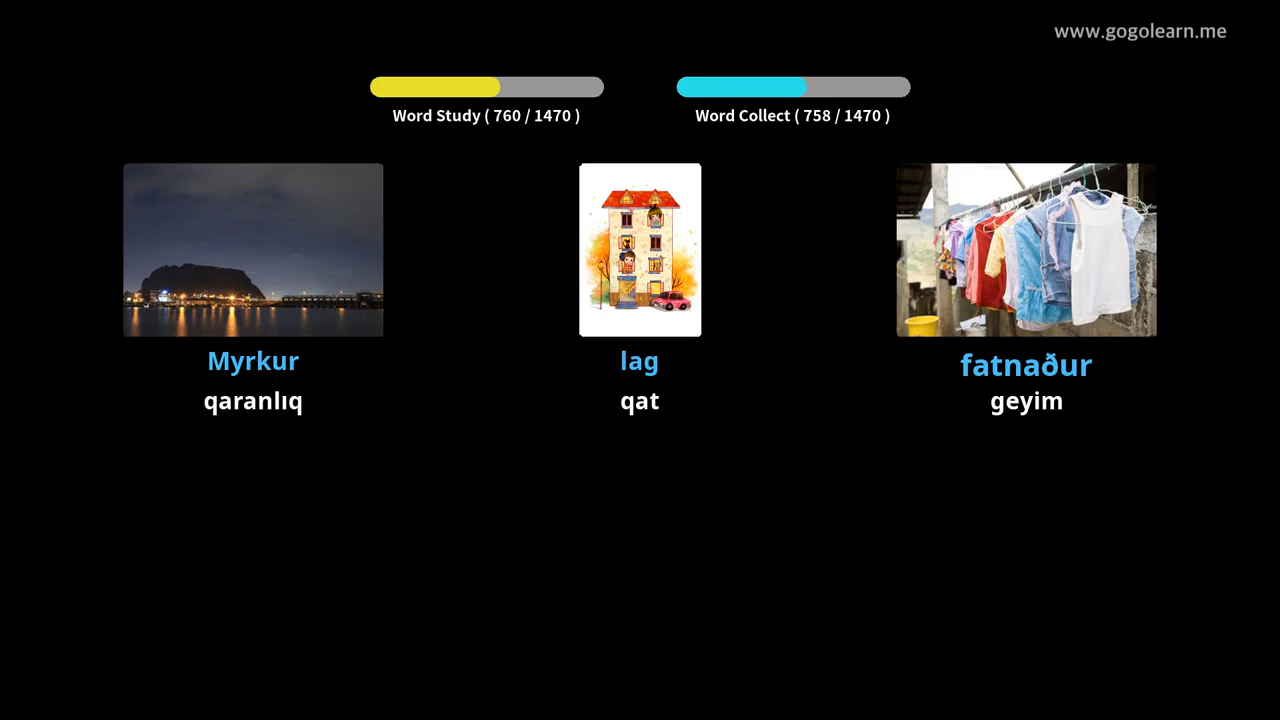 www.gogolearn.me
Word Study ( 760 / 1470 )
Word Collect ( 758 / 1470 )
Myrkur
lag
fatnaður
qaranlıq
qat
geyim